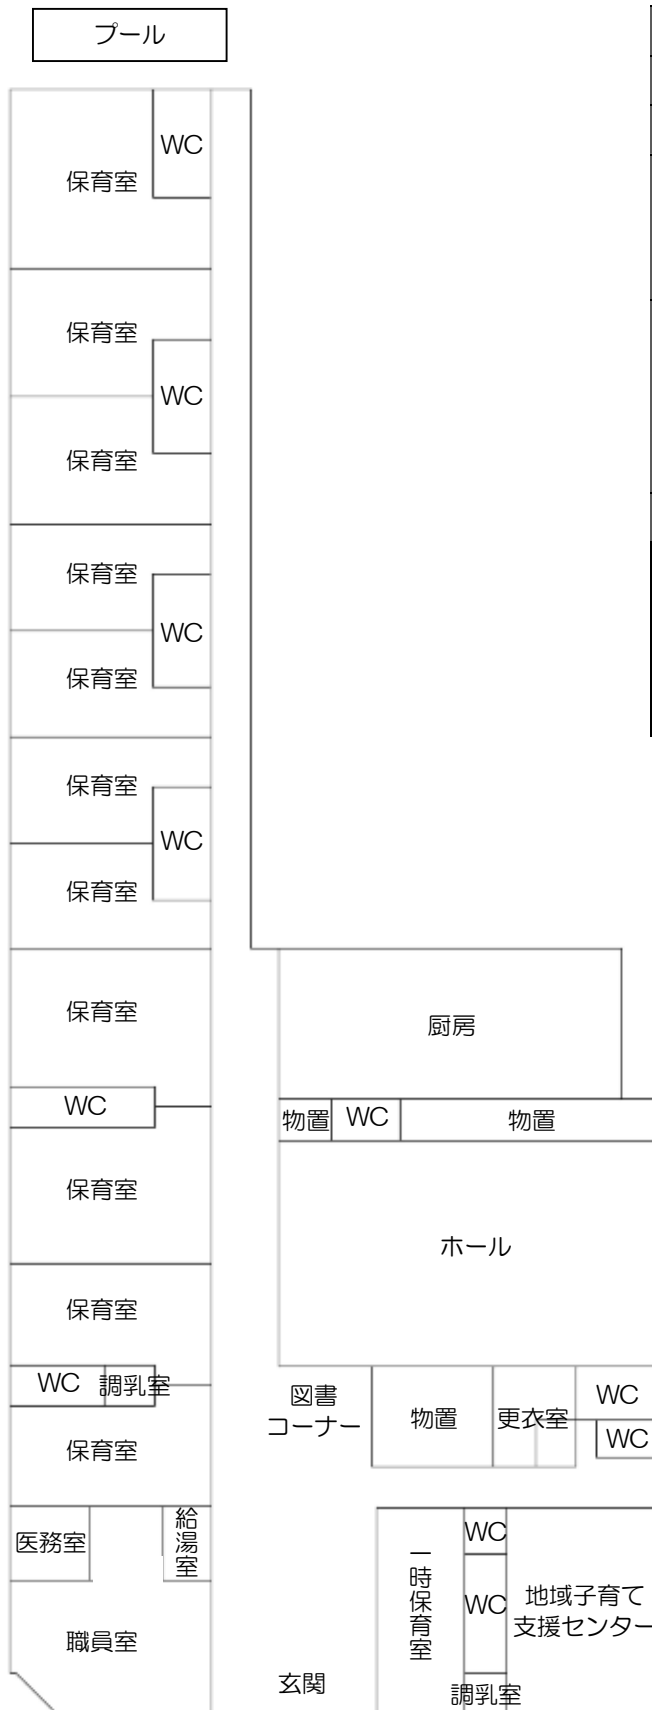 プール
WC
保育室
保育室
WC
保育室
保育室
WC
保育室
保育室
WC
保育室
保育室
厨房
WC
物置
WC
物置
保育室
ホール
保育室
WC
調乳室
図書
コーナー
物置
更衣室
WC
WC
保育室
医務室
給湯室
職員室
玄関
一時保育室
WC
WC
調乳室
地域子育て
支援センター